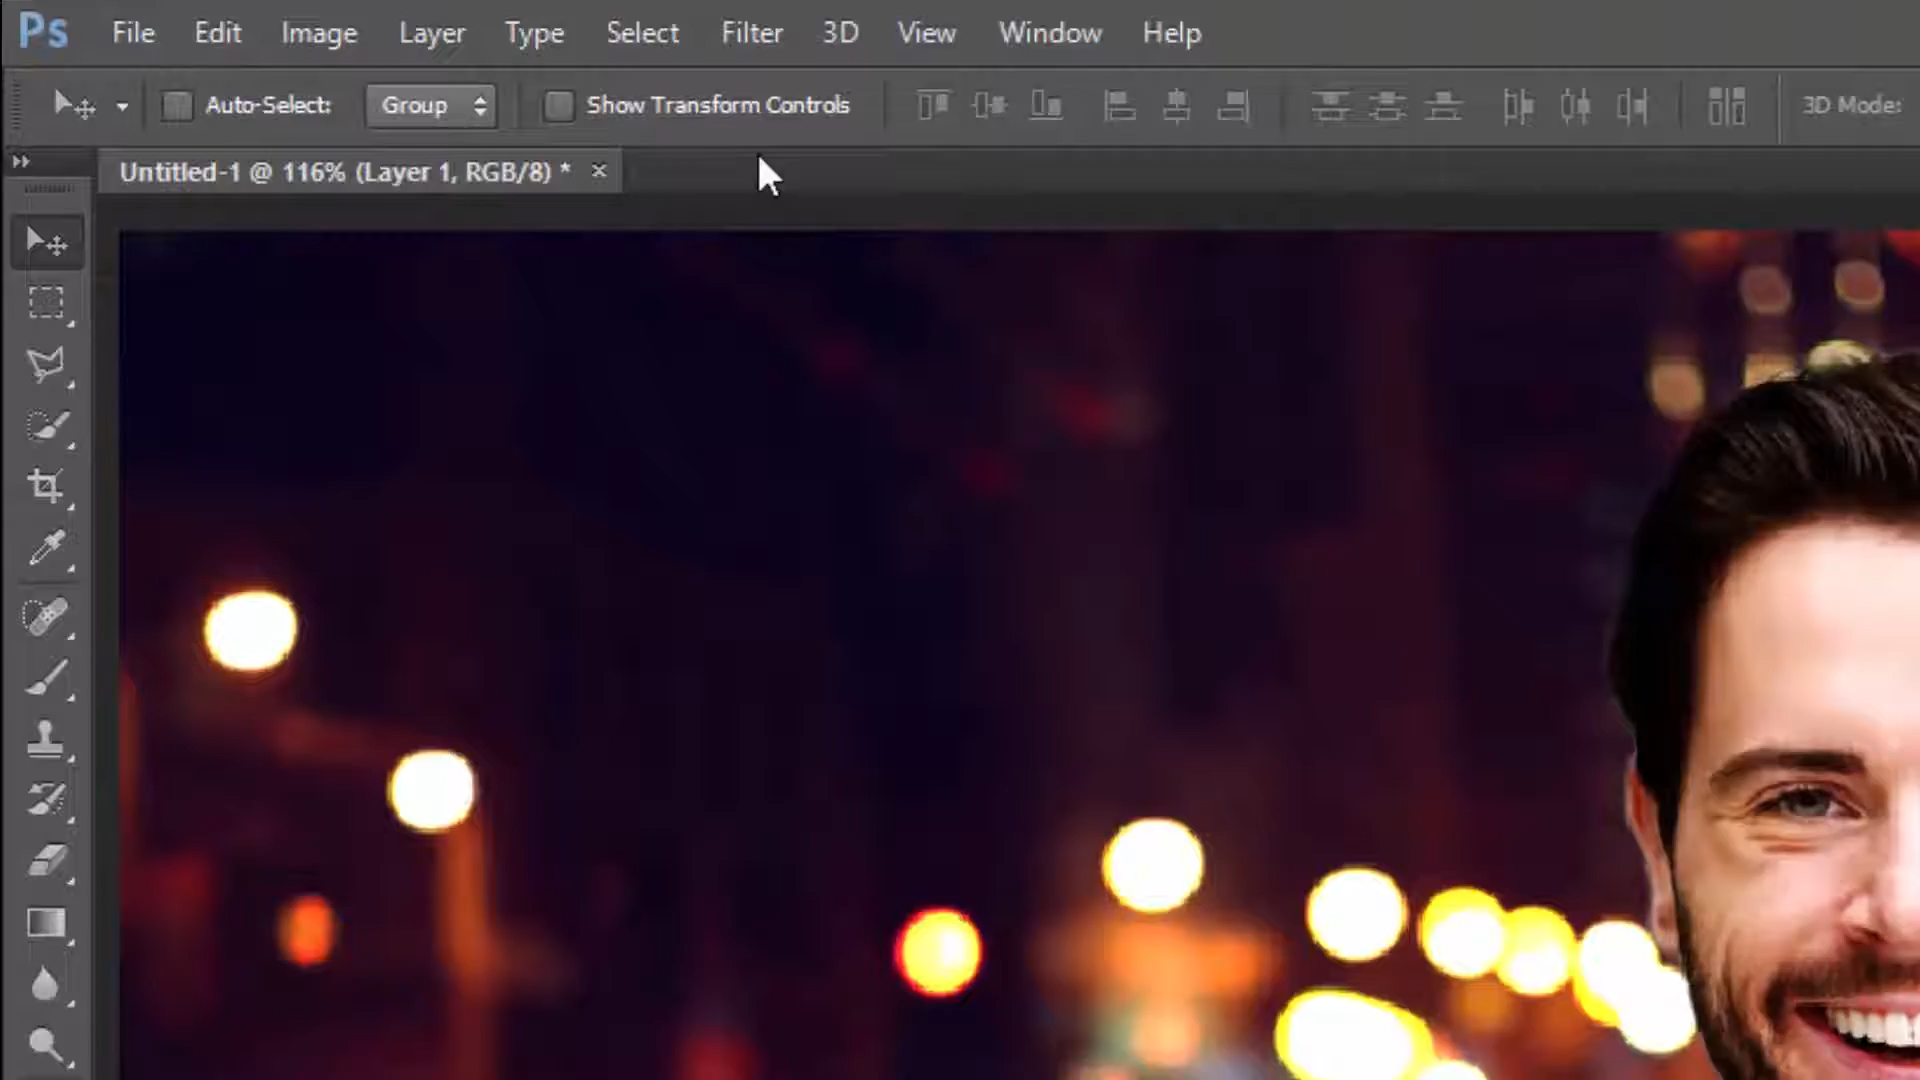 Ps File Edit Image Layer Type Select Filter 3D View Window Help
Auto-Select: Group Show Transform Controls 3D Mode:
Untitled-1 @ 116% (Layer 1, RGB/8) * ×